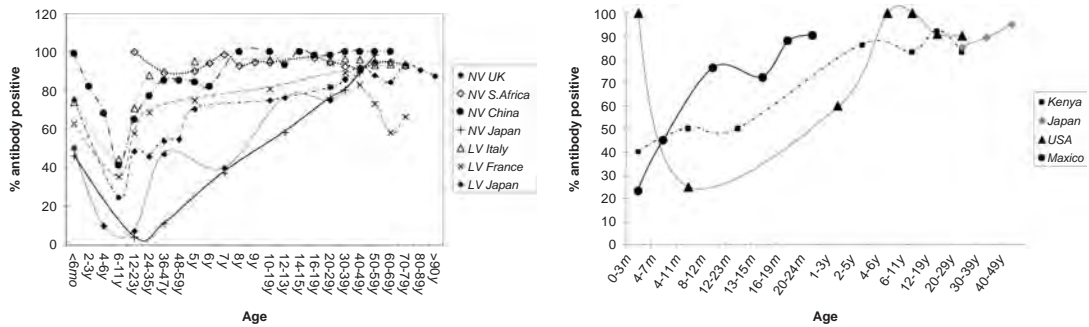 % antibody positive
120
100
80
60
40
20
0
<6mo
2-3y
4-6y
6-11y
12-23y
24-35y
36-47y
48-59y
5y
6y
7y
8y
9y
10-19y
12-13y
14-15y
16-19y
20-29y
30-39y
40-49y
50-59y
60-69y
70-79y
80-89y
>90y
Age
NV UK
NV S.Africa
NV China
NV Japan
LV Italy
LV France
LV Japan
% antibody positive
100
90
80
70
60
50
40
30
20
10
0
0-3m
4-7m
4-11m
8-12m
12-23m
13-15m
16-19m
20-24m
1-3y
2-5y
4-6y
6-11y
12-19y
20-29y
30-39y
40-49y
Age
Kenya
Japan
USA
Maxico